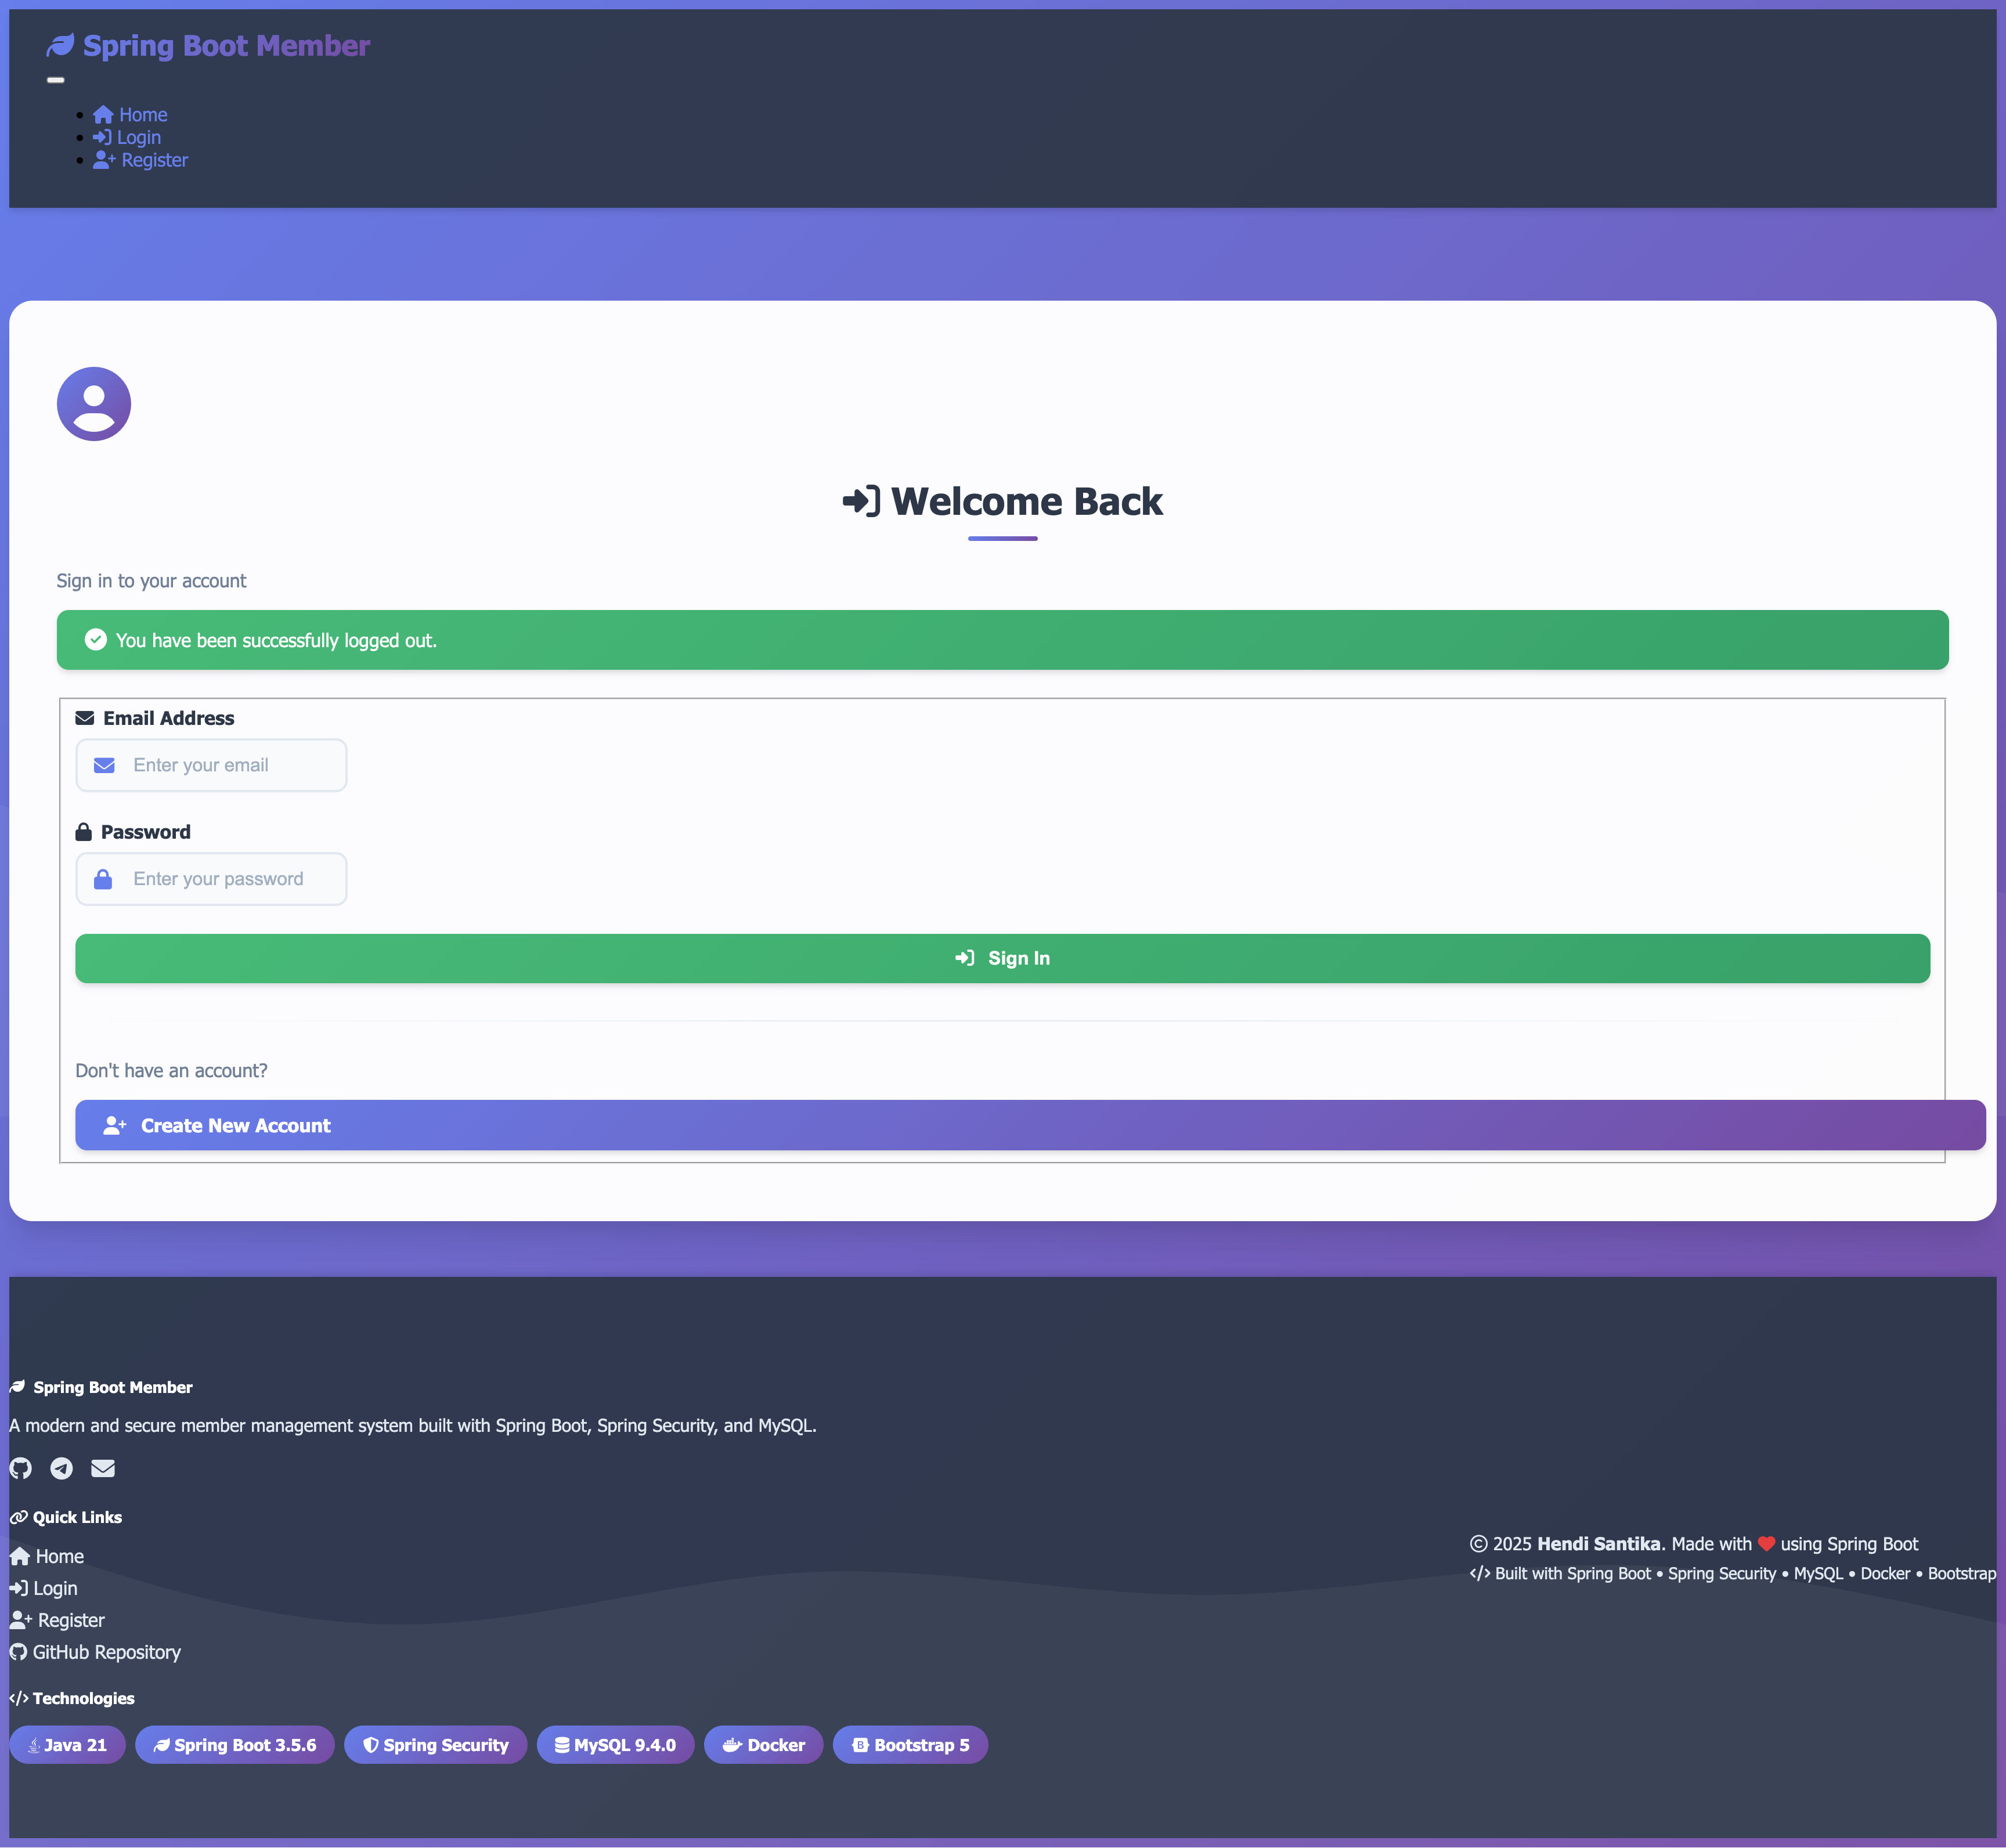 Spring Boot Member
Home
Login
Register
Welcome Back
Sign in to your account
You have been successfully logged out.
Email Address
Enter your email
Password
Enter your password
Sign In
Don't have an account?
Create New Account
Spring Boot Member
A modern and secure member management system built with Spring Boot, Spring Security, and MySQL.
Quick Links
Home
Login
Register
GitHub Repository
Technologies
Java 21 Spring Boot 3.5.6 Spring Security MySQL 9.4.0 Docker Bootstrap 5
© 2025 Hendi Santika. Made with ❤ using Spring Boot
</> Built with Spring Boot • Spring Security • MySQL • Docker • Bootstrap